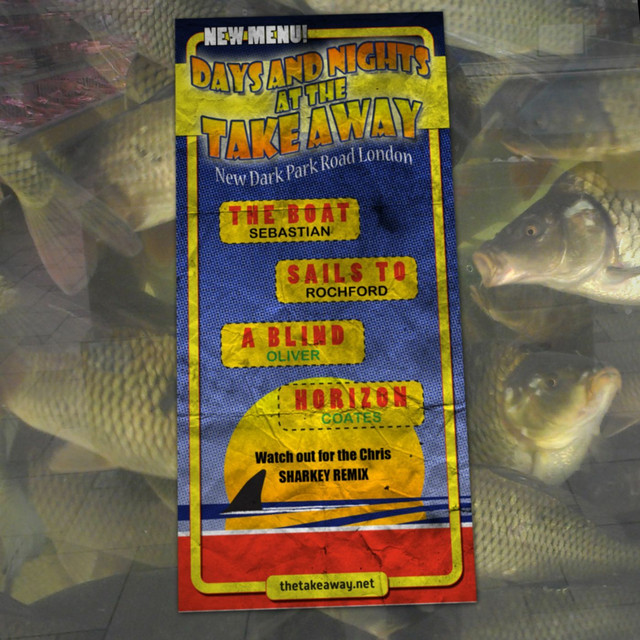 NEW MENU!
DAYS AND NIGHTS
AT THE
TAKE AWAY
New Dark Park Road London
THE BOAT
SEBASTIAN
SAILS TO
ROCHFORD
A BLIND
OLIVER
HORIZON
COATES
Watch out for the Chris
SHARKEY REMIX
thetakeaway.net